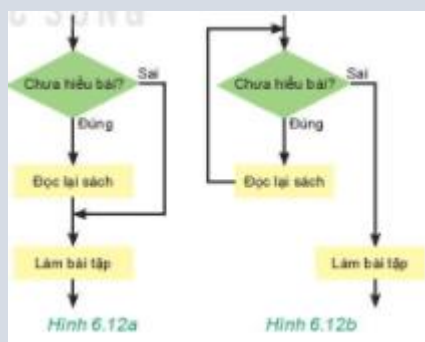 C SỐNG
Chưa hiểu bài?
Sai
Đúng
Đọc lại sách
Làm bài tập
Hình 6.12a
Chưa hiểu bài?
Sai
Đúng
Đọc lại sách
Làm bài tập
Hình 6.12b